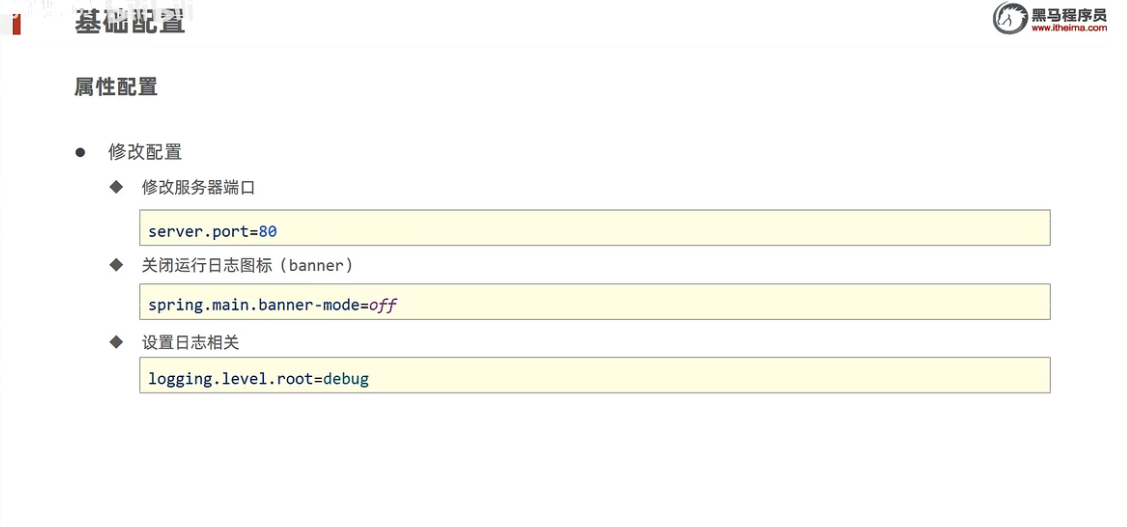 基础配置
黑马程序员
www.itheima.com
属性配置
● 修改配置
◆ 修改服务器端口
server.port=80
◆ 关闭运行日志图标（banner）
spring.main.banner-mode=off
◆ 设置日志相关
logging.level.root=debug